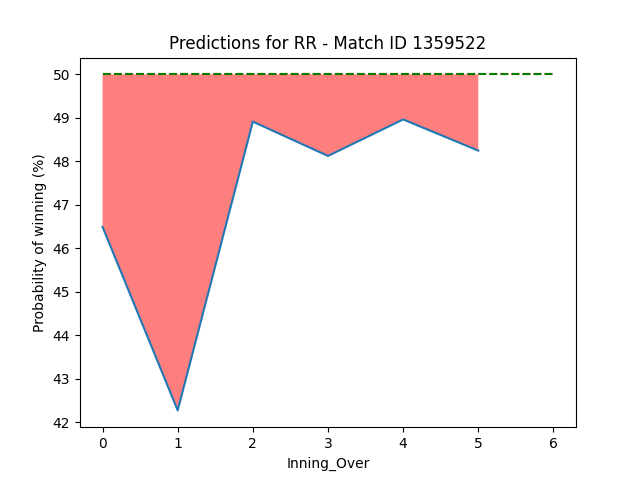 Predictions for RR - Match ID 1359522
Probability of winning (%)
50
49
48
47
46
45
44
43
42
0 1 2 3 4 5 6
Inning_Over